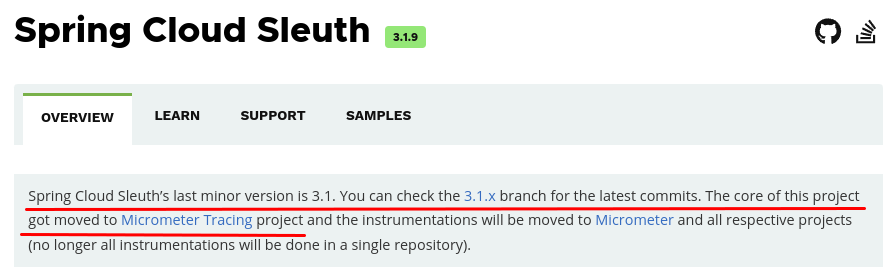 Spring Cloud Sleuth 3.1.9
OVERVIEW LEARN SUPPORT SAMPLES
Spring Cloud Sleuth’s last minor version is 3.1. You can check the 3.1.x branch for the latest commits. The core of this project
got moved to Micrometer Tracing project and the instrumentations will be moved to Micrometer and all respective projects
(no longer all instrumentations will be done in a single repository).